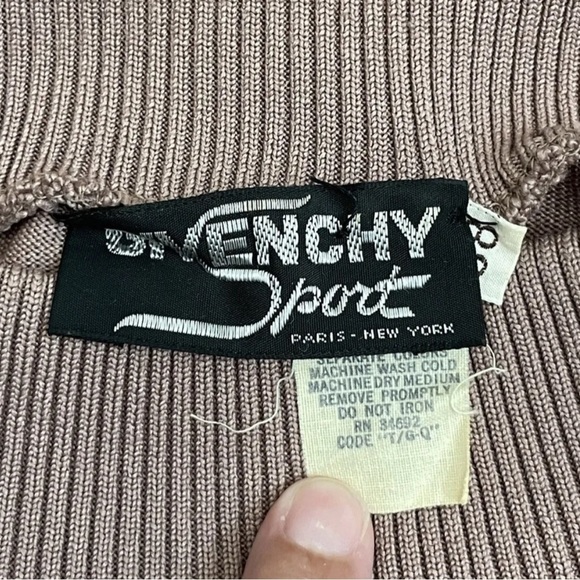 GIVENCHY
Sport
PARIS - NEW YORK
SEPARATE COLORS
MACHINE WASH COLD
MACHINE DRY MEDIUM
REMOVE PROMPTLY
DO NOT IRON
RN 34692
CODE "T/G-Q"